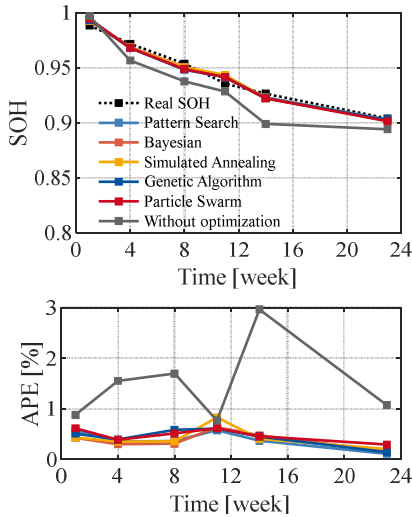 1
0.95
0.9
0.85
0.8
SOH
Real SOH
Pattern Search
Bayesian
Simulated Annealing
Genetic Algorithm
Particle Swarm
Without optimization
0 4 8 12 16 20 24
Time [week]
3
2
1
0
APE [%]
0 4 8 12 16 20 24
Time [week]